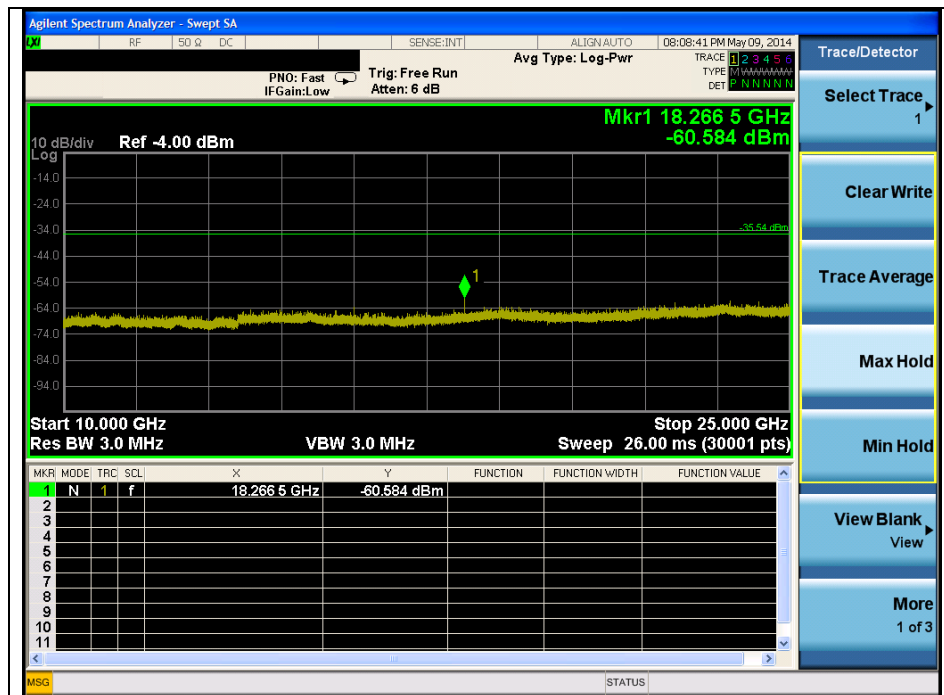 Agilent Spectrum Analyzer - Swept SA
LXI RF 50 Ω DC SENSE:INT ALIGN AUTO 08:08:41 PM May 09, 2014
Avg Type: Log-Pwr
TRACE 1 2 3 4 5 6
PNO: Fast Trig: Free Run
TYPE M
IFGain:Low Atten: 6 dB
DET P N N N N N
Mkr1 18.266 5 GHz
-60.584 dBm
10 dB/div Ref -4.00 dBm
Log
-14.0
-24.0
-34.0
-35.54 dBm
-44.0
1
-54.0
-64.0
-74.0
-84.0
-94.0
Start 10.000 GHz Stop 25.000 GHz
Res BW 3.0 MHz VBW 3.0 MHz Sweep 26.00 ms (30001 pts)
MKR MODE TRC SCL X Y FUNCTION FUNCTION WIDTH FUNCTION VALUE
1 N 1 f 18.266 5 GHz -60.584 dBm
2
3
4
5
6
7
8
9
10
11
MSG STATUS
Trace/Detector
Select Trace
1
Clear Write
Trace Average
Max Hold
Min Hold
View Blank
View
More
1 of 3